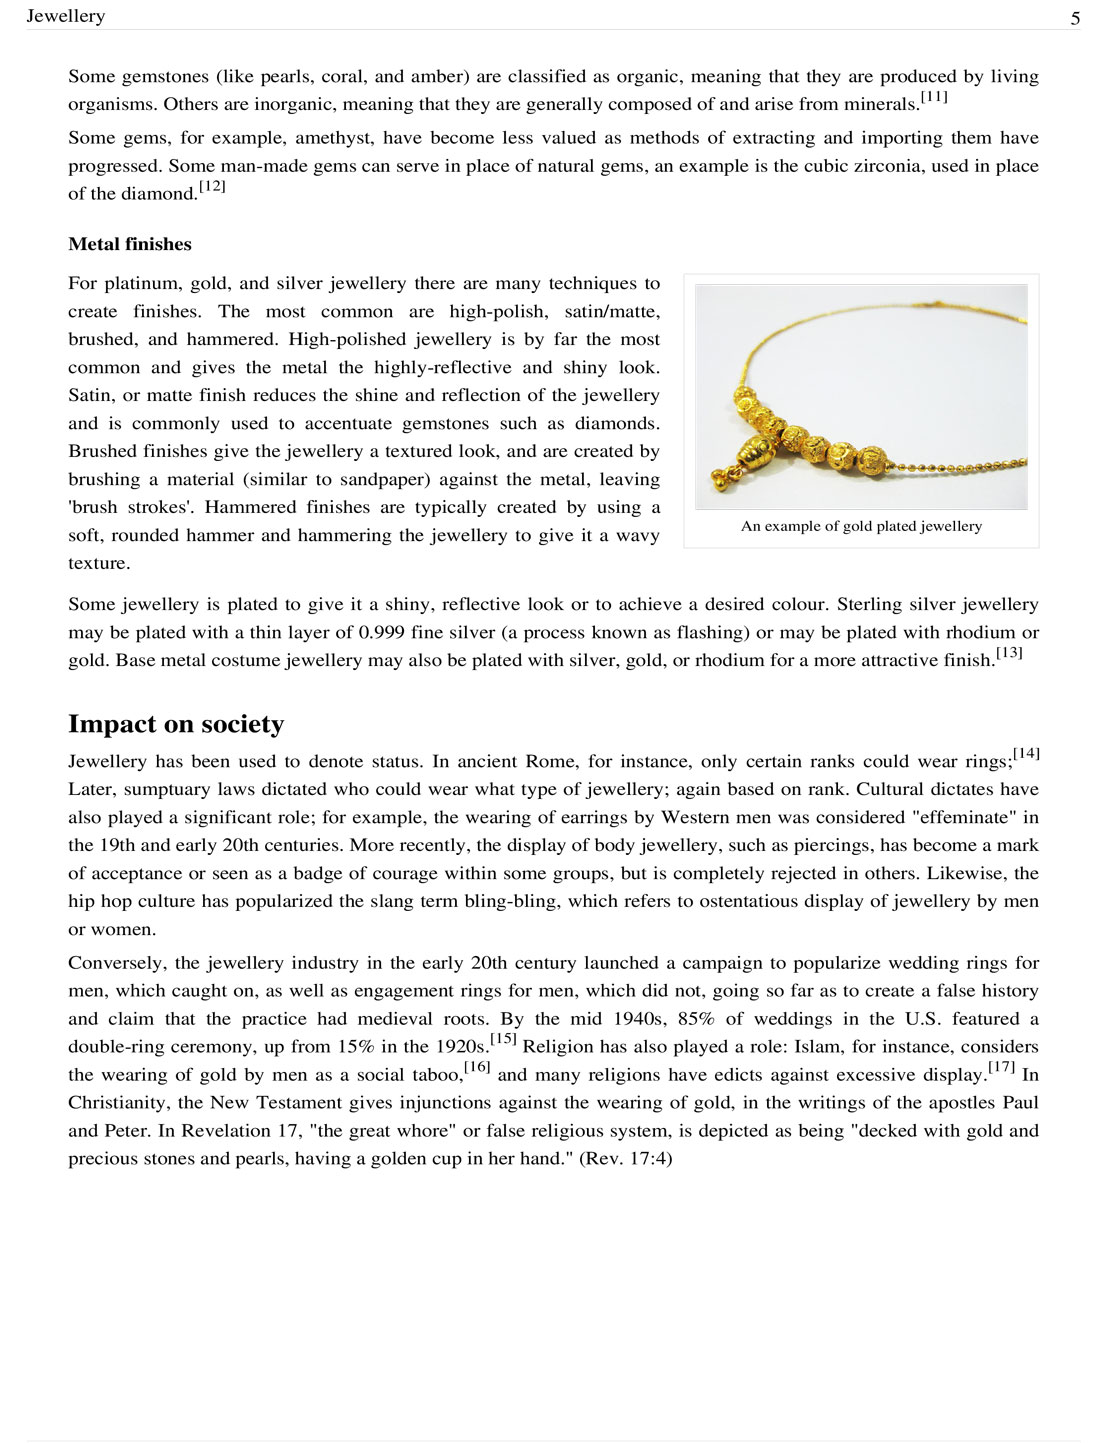 Jewellery
5
Some gemstones (like pearls, coral, and amber) are classified as organic, meaning that they are produced by living
organisms. Others are inorganic, meaning that they are generally composed of and arise from minerals.[11]
Some gems, for example, amethyst, have become less valued as methods of extracting and importing them have
progressed. Some man-made gems can serve in place of natural gems, an example is the cubic zirconia, used in place
of the diamond.[12]
Metal finishes
For platinum, gold, and silver jewellery there are many techniques to
create finishes. The most common are high-polish, satin/matte,
brushed, and hammered. High-polished jewellery is by far the most
common and gives the metal the highly-reflective and shiny look.
Satin, or matte finish reduces the shine and reflection of the jewellery
and is commonly used to accentuate gemstones such as diamonds.
Brushed finishes give the jewellery a textured look, and are created by
brushing a material (similar to sandpaper) against the metal, leaving
'brush strokes'. Hammered finishes are typically created by using a
soft, rounded hammer and hammering the jewellery to give it a wavy
texture.
An example of gold plated jewellery
Some jewellery is plated to give it a shiny, reflective look or to achieve a desired colour. Sterling silver jewellery
may be plated with a thin layer of 0.999 fine silver (a process known as flashing) or may be plated with rhodium or
gold. Base metal costume jewellery may also be plated with silver, gold, or rhodium for a more attractive finish.[13]
Impact on society
Jewellery has been used to denote status. In ancient Rome, for instance, only certain ranks could wear rings;[14]
Later, sumptuary laws dictated who could wear what type of jewellery; again based on rank. Cultural dictates have
also played a significant role; for example, the wearing of earrings by Western men was considered "effeminate" in
the 19th and early 20th centuries. More recently, the display of body jewellery, such as piercings, has become a mark
of acceptance or seen as a badge of courage within some groups, but is completely rejected in others. Likewise, the
hip hop culture has popularized the slang term bling-bling, which refers to ostentatious display of jewellery by men
or women.
Conversely, the jewellery industry in the early 20th century launched a campaign to popularize wedding rings for
men, which caught on, as well as engagement rings for men, which did not, going so far as to create a false history
and claim that the practice had medieval roots. By the mid 1940s, 85% of weddings in the U.S. featured a
double-ring ceremony, up from 15% in the 1920s.[15] Religion has also played a role: Islam, for instance, considers
the wearing of gold by men as a social taboo,[16] and many religions have edicts against excessive display.[17] In
Christianity, the New Testament gives injunctions against the wearing of gold, in the writings of the apostles Paul
and Peter. In Revelation 17, "the great whore" or false religious system, is depicted as being "decked with gold and
precious stones and pearls, having a golden cup in her hand." (Rev. 17:4)